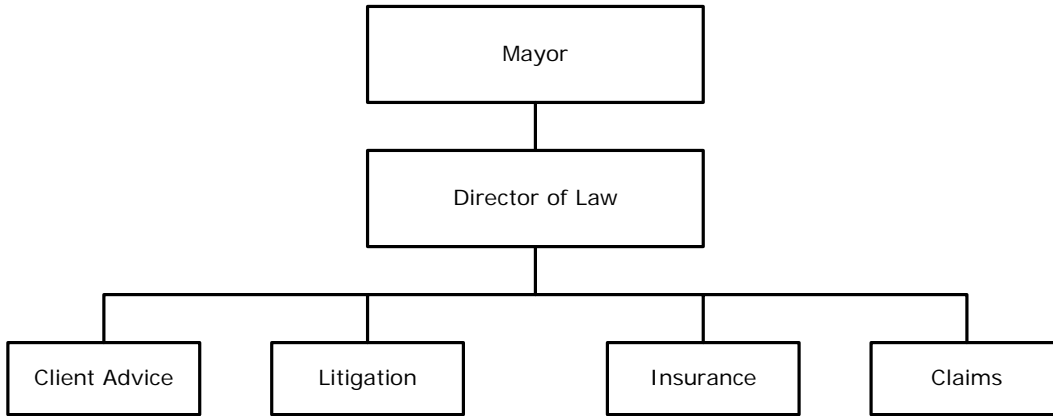 Mayor
Director of Law
Client Advice
Litigation
Insurance
Claims